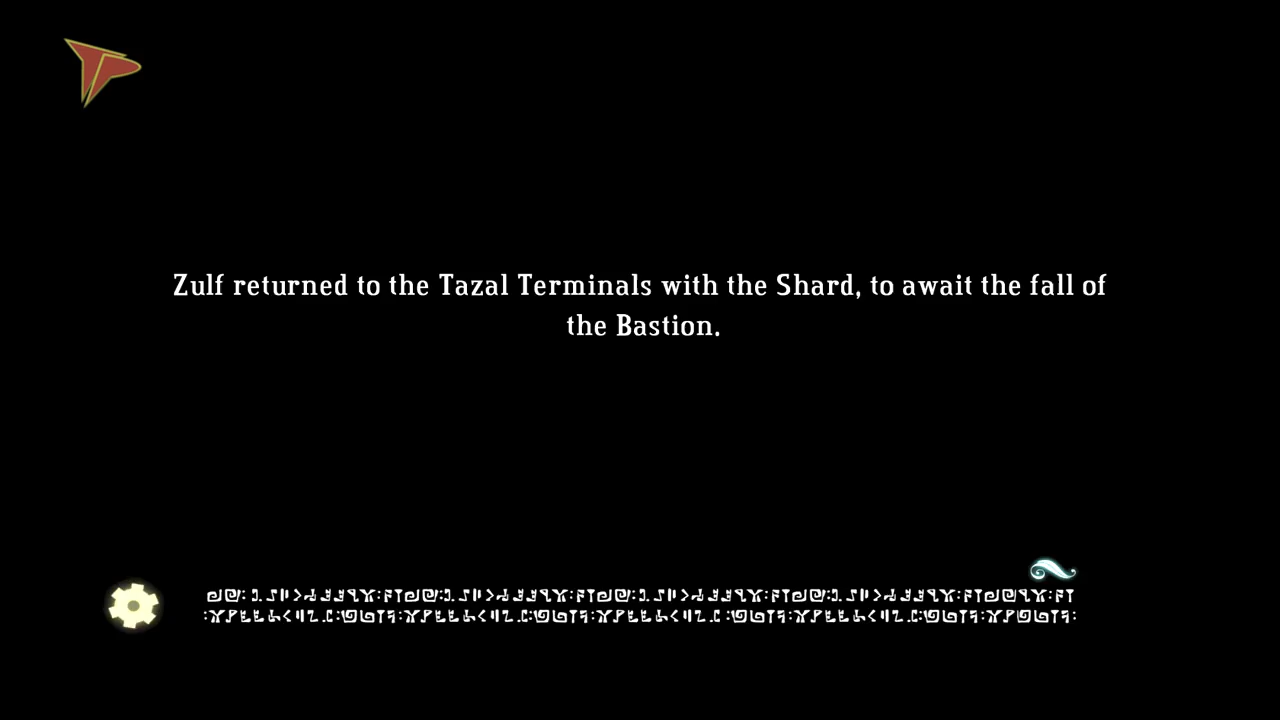 Zulf returned to the Tazal Terminals with the Shard, to await the fall of
the Bastion.